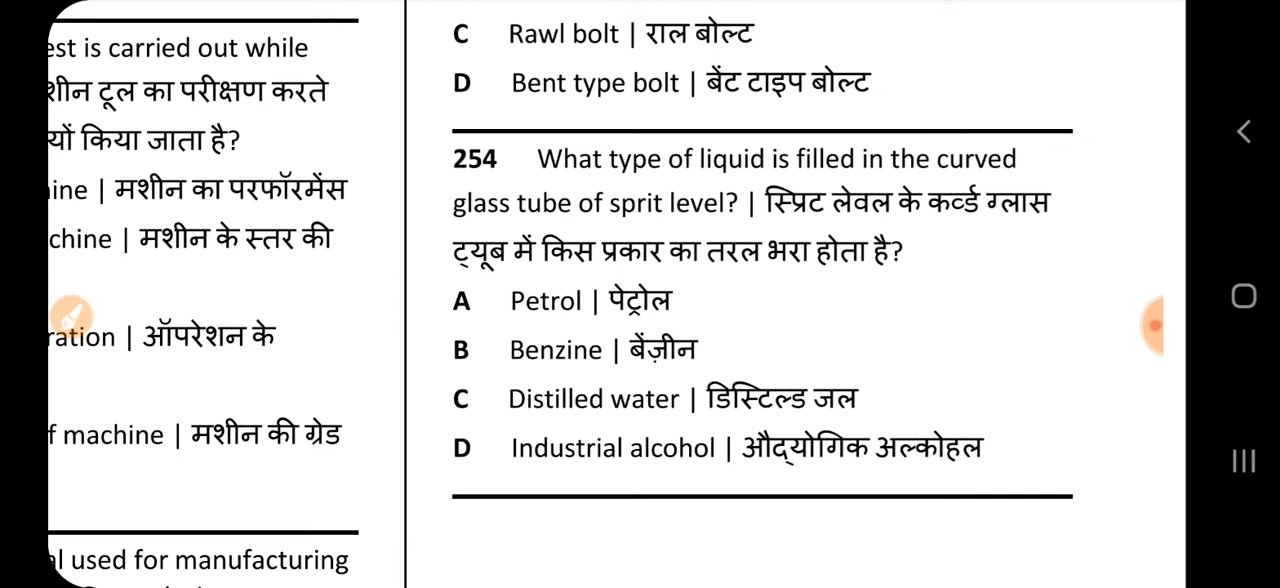 est is carried out while
शीन टूल का परीक्षण करते
यों किया जाता है?
ine | मशीन का परफॉरमेंस
chine | मशीन के स्तर की
ration | ऑपरेशन के
f machine | मशीन की ग्रेड
al used for manufacturing
C Rawl bolt | राल बोल्ट
D Bent type bolt | बेंट टाइप बोल्ट
254 What type of liquid is filled in the curved
glass tube of sprit level? | स्प्रिट लेवल के कर्व्ड ग्लास
ट्यूब में किस प्रकार का तरल भरा होता है?
A Petrol | पेट्रोल
B Benzine | बेंज़ीन
C Distilled water | डिस्टिल्ड जल
D Industrial alcohol | औद्योगिक अल्कोहल